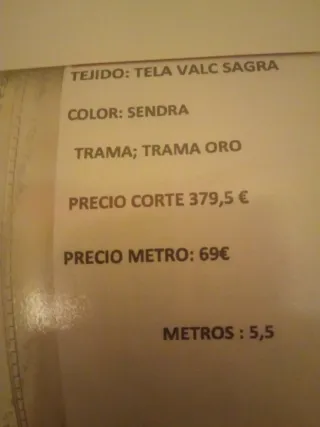 TEJIDO: TELA VALC SAGRA
COLOR: SENDRA
TRAMA; TRAMA ORO
PRECIO CORTE 379,5 €
PRECIO METRO: 69€
METROS : 5,5